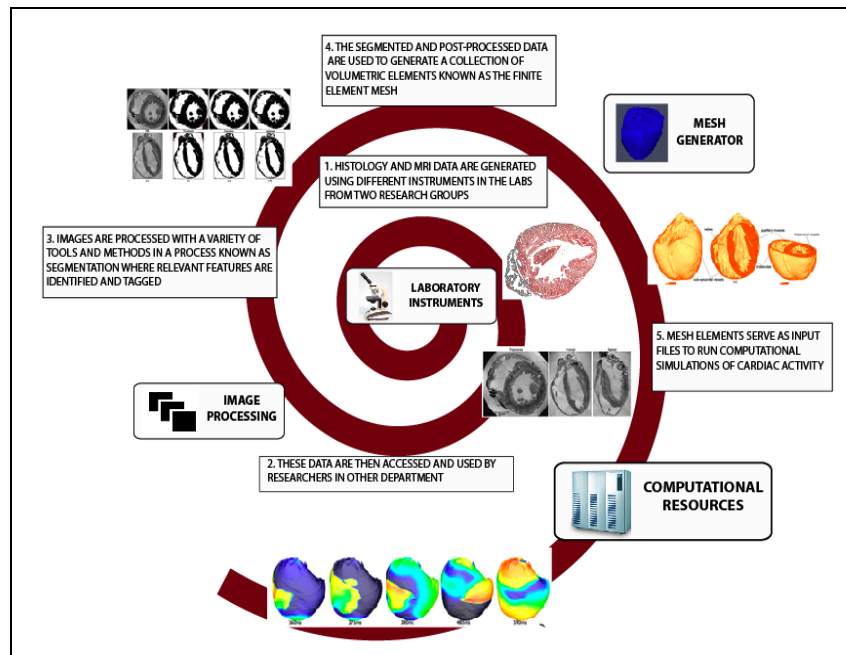 4. THE SEGMENTED AND POST-PROCESSED DATA
ARE USED TO GENERATE A COLLECTION OF
VOLUMETRIC ELEMENTS KNOWN AS THE FINITE
ELEMENT MESH
MESH
GENERATOR
1. HISTOLOGY AND MRI DATA ARE GENERATED
USING DIFFERENT INSTRUMENTS IN THE LABS
FROM TWO RESEARCH GROUPS
3. IMAGES ARE PROCESSED WITH A VARIETY OF
TOOLS AND METHODS IN A PROCESS KNOWN AS
SEGMENTATION WHERE RELEVANT FEATURES ARE
IDENTIFIED AND TAGGED
LABORATORY
INSTRUMENTS
5. MESH ELEMENTS SERVE AS INPUT
FILES TO RUN COMPUTATIONAL
SIMULATIONS OF CARDIAC ACTIVITY
IMAGE
PROCESSING
2. THESE DATA ARE THEN ACCESSED AND USED BY
RESEARCHERS IN OTHER DEPARTMENT
COMPUTATIONAL
RESOURCES